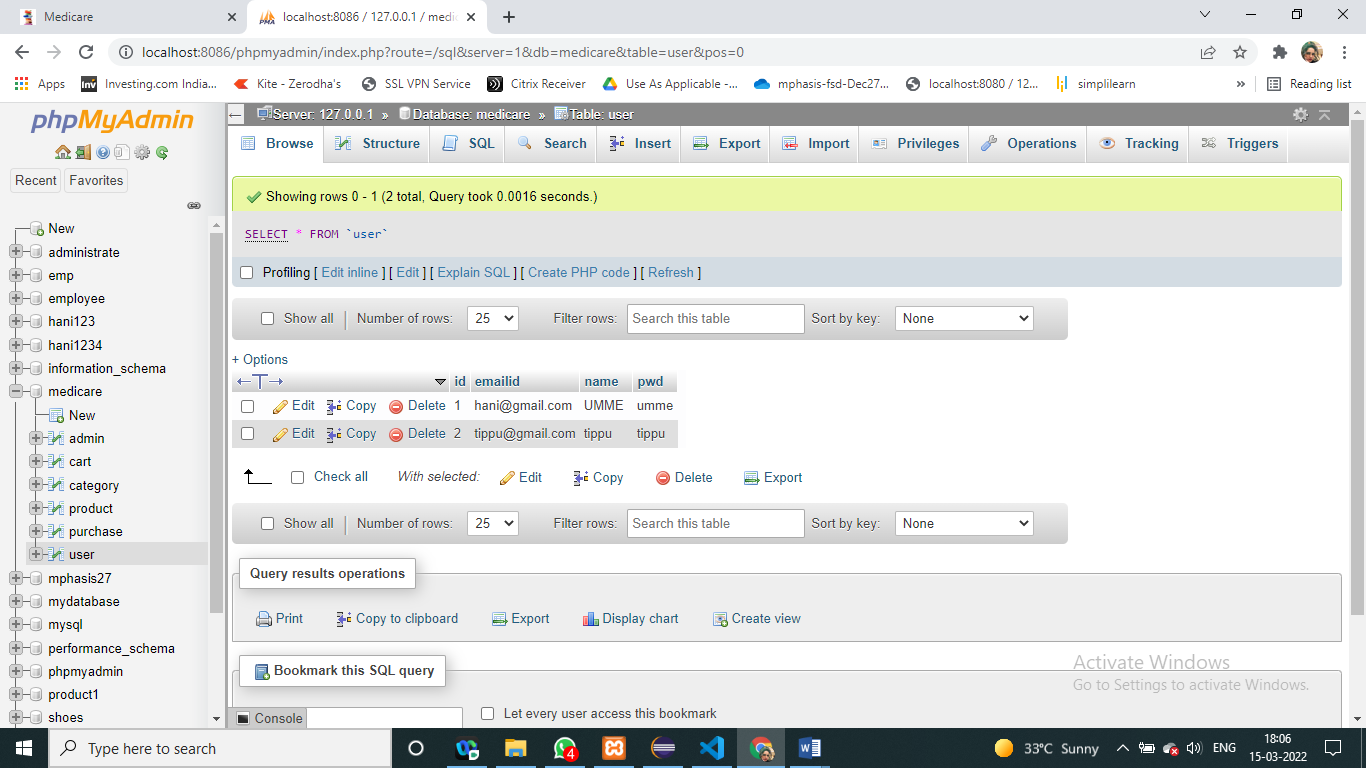 Medicare
localhost:8086 / 127.0.0.1 / medic
localhost:8086/phpmyadmin/index.php?route=/sql&server=1&db=medicare&table=user&pos=0
Apps
Investing.com India...
Kite - Zerodha's
SSL VPN Service
Citrix Receiver
Use As Applicable -...
mphasis-fsd-Dec27...
localhost:8080 / 12...
simplilearn
»
Reading list
phpMyAdmin
Recent
Favorites
New
administrate
emp
employee
hani123
hani1234
information_schema
medicare
New
admin
cart
category
product
purchase
user
mphasis27
mydatabase
mysql
performance_schema
phpmyadmin
product1
shoes
Server: 127.0.0.1 » Database: medicare » Table: user
Browse Structure SQL Search Insert Export Import Privileges Operations Tracking Triggers
Showing rows 0 - 1 (2 total, Query took 0.0016 seconds.)
SELECT * FROM `user`
Profiling [ Edit inline ] [ Edit ] [ Explain SQL ] [ Create PHP code ] [ Refresh ]
Show all | Number of rows: 25 Filter rows: Search this table Sort by key: None
+ Options
←T→ id emailid name pwd
Edit Copy Delete 1 hani@gmail.com UMME umme
Edit Copy Delete 2 tippu@gmail.com tippu tippu
Check all With selected: Edit Copy Delete Export
Show all | Number of rows: 25 Filter rows: Search this table Sort by key: None
Query results operations
Print Copy to clipboard Export Display chart Create view
Bookmark this SQL query
Activate Windows
Go to Settings to activate Windows.
Console
Let every user access this bookmark
Type here to search
4
33°C Sunny
ENG
18:06
15-03-2022